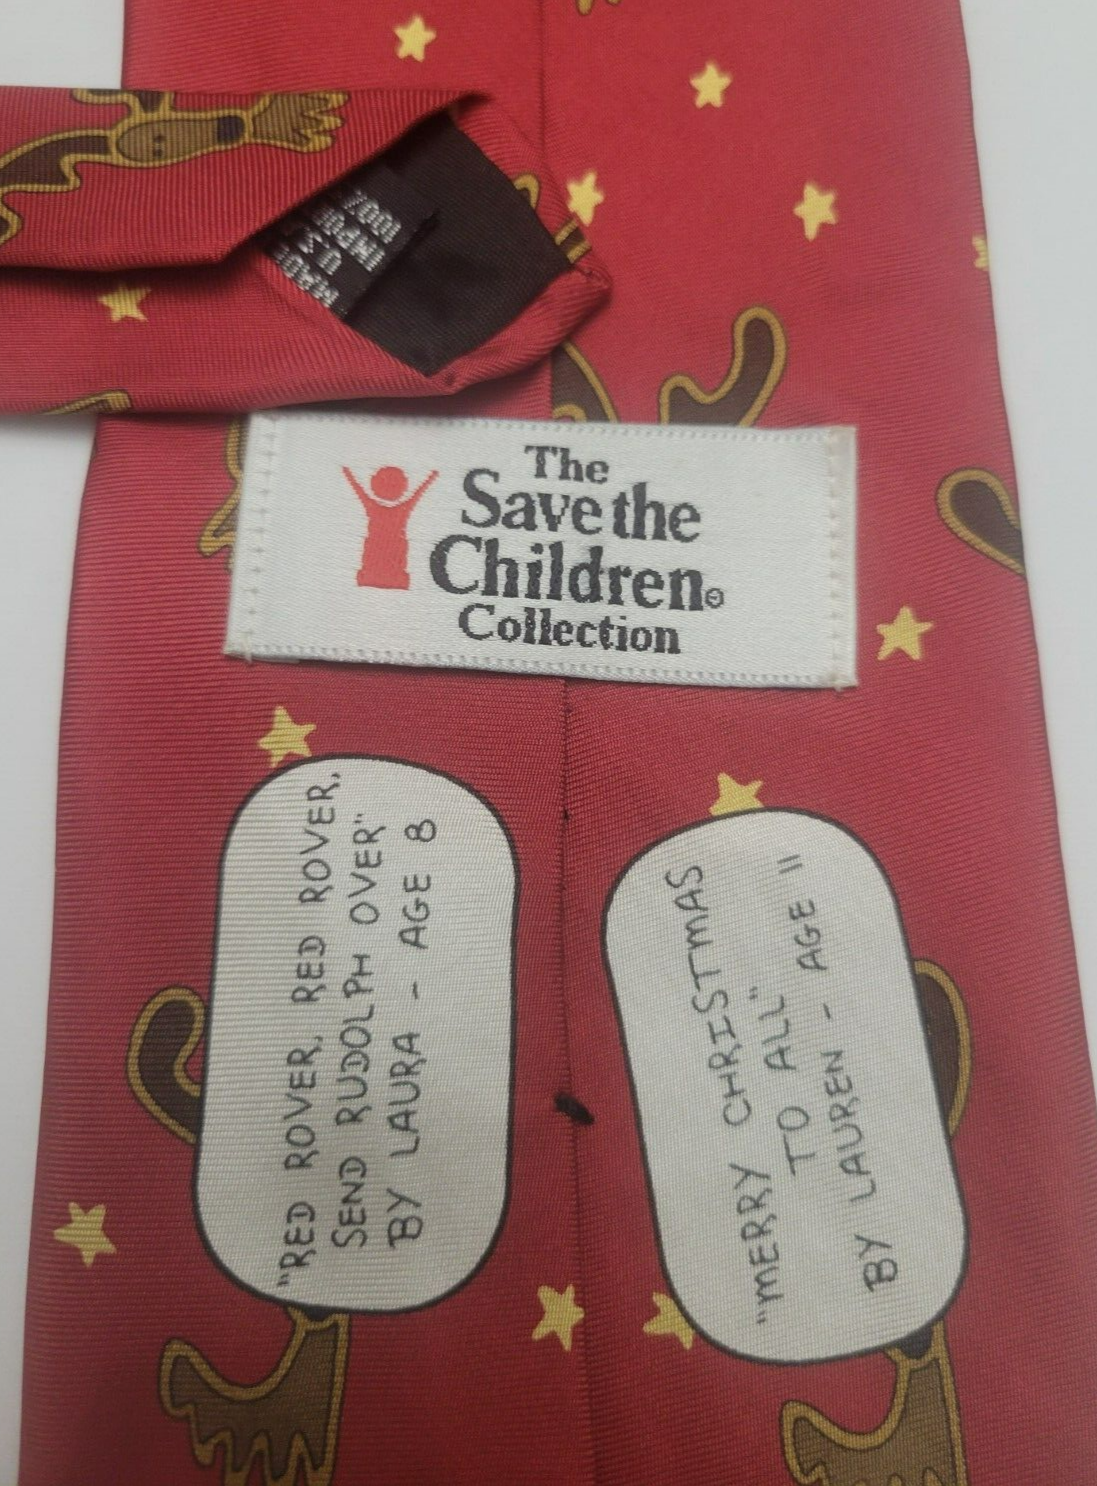 The
Save the
Children®
Collection
"RED ROVER, RED ROVER,
SEND RUDOLPH OVER"
BY LAURA - AGE 8
"MERRY CHRISTMAS
TO ALL"
BY LAUREN - AGE 11